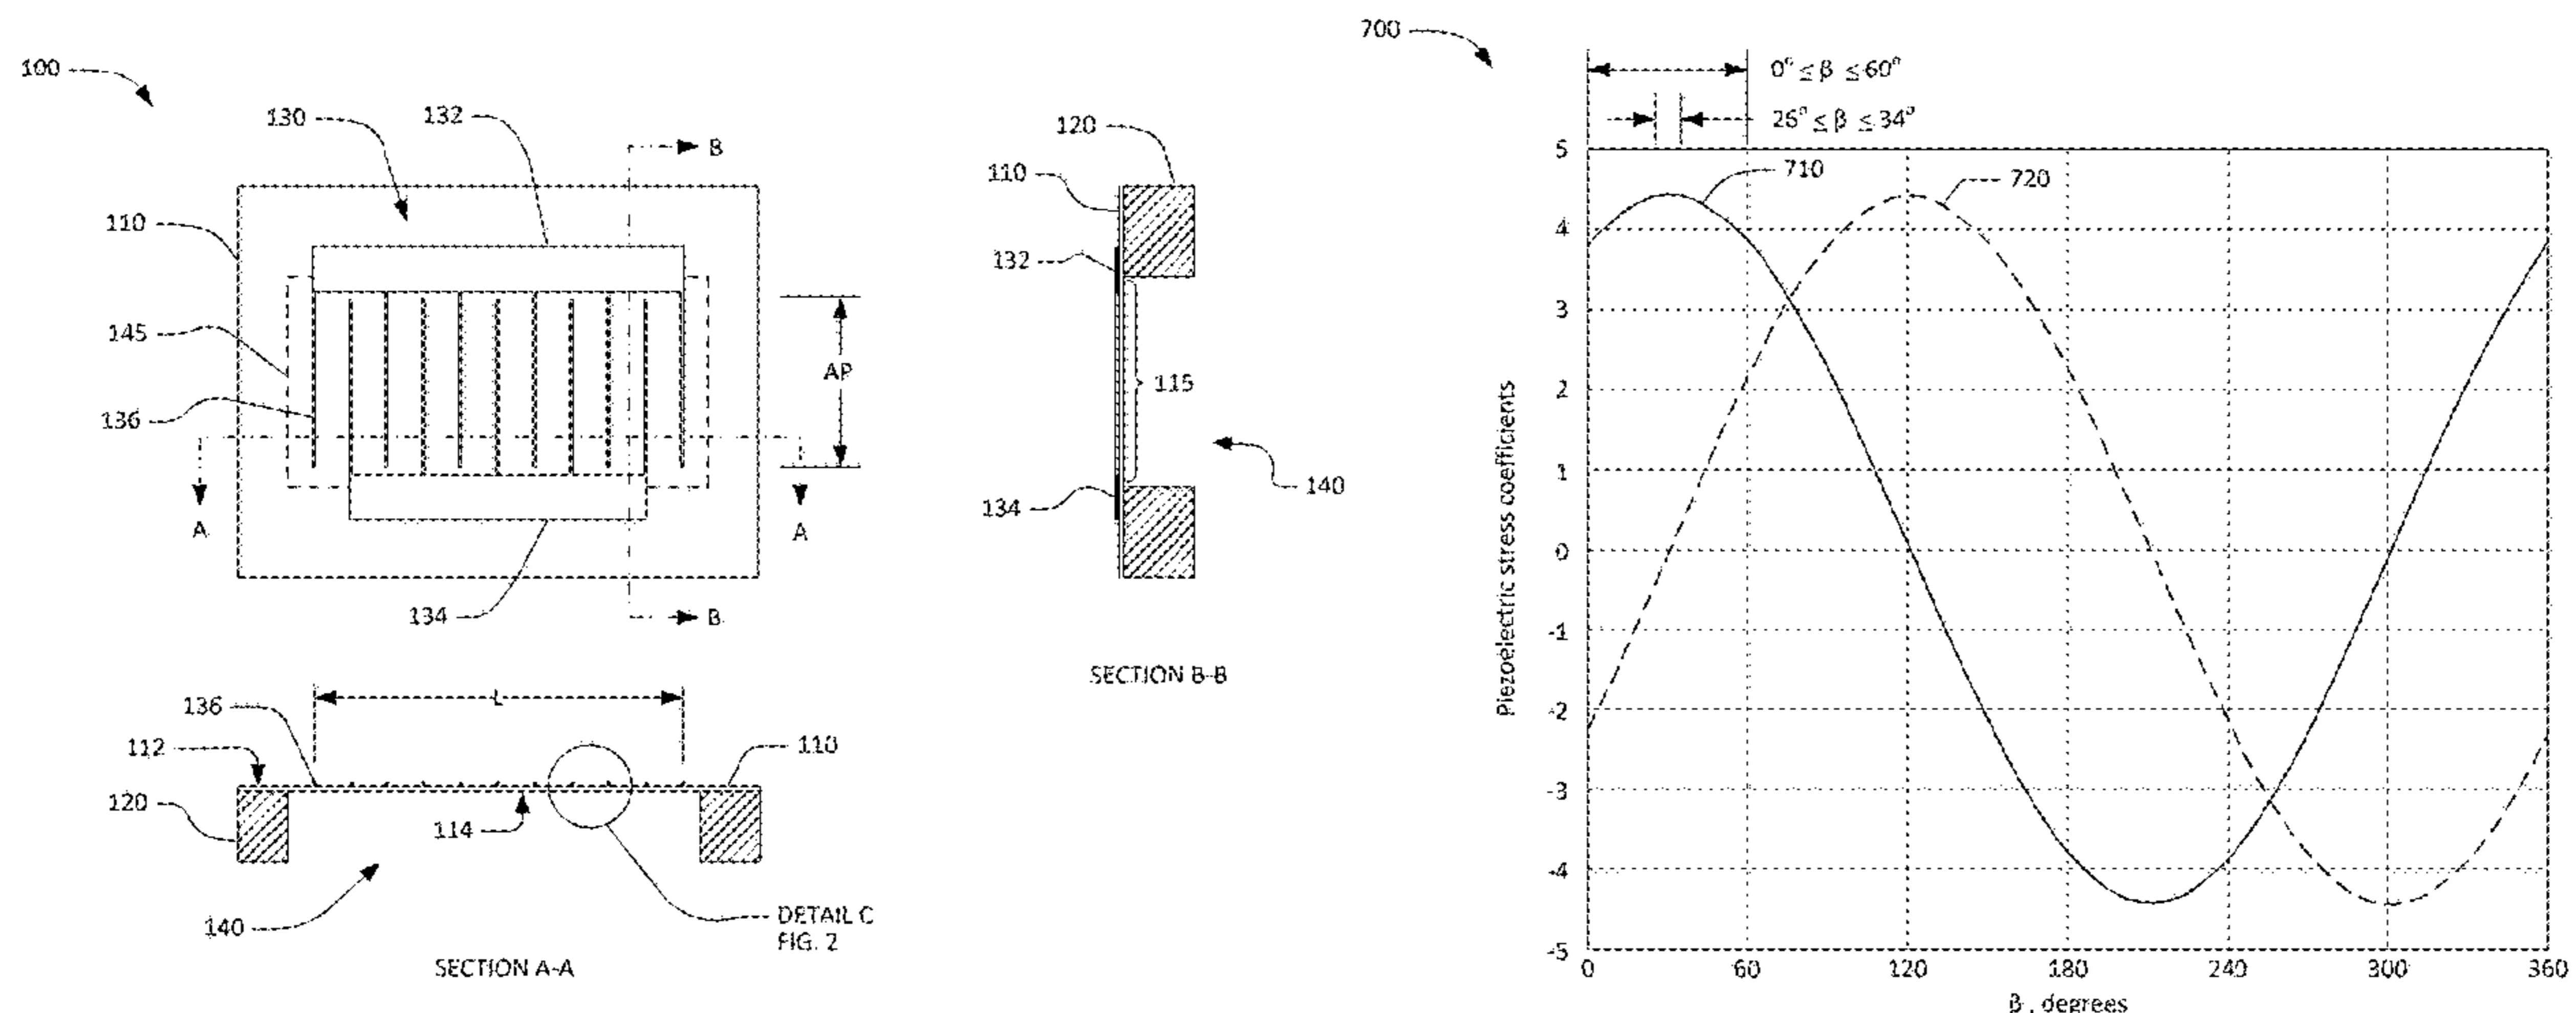 100
130
132
B
110
145
136
AP
A
A
134
B
136
L
112
110
120
114
140
DETAIL C
FIG. 2
SECTION A-A
120
110
132
115
134
140
SECTION B-B
700
0° ≤ β ≤ 60°
26° ≤ β ≤ 34°
710
720
Piezoelectric stress coefficients
5
4
3
2
1
0
-1
-2
-3
-4
-5
0
60
120
180
240
300
360
β , degrees